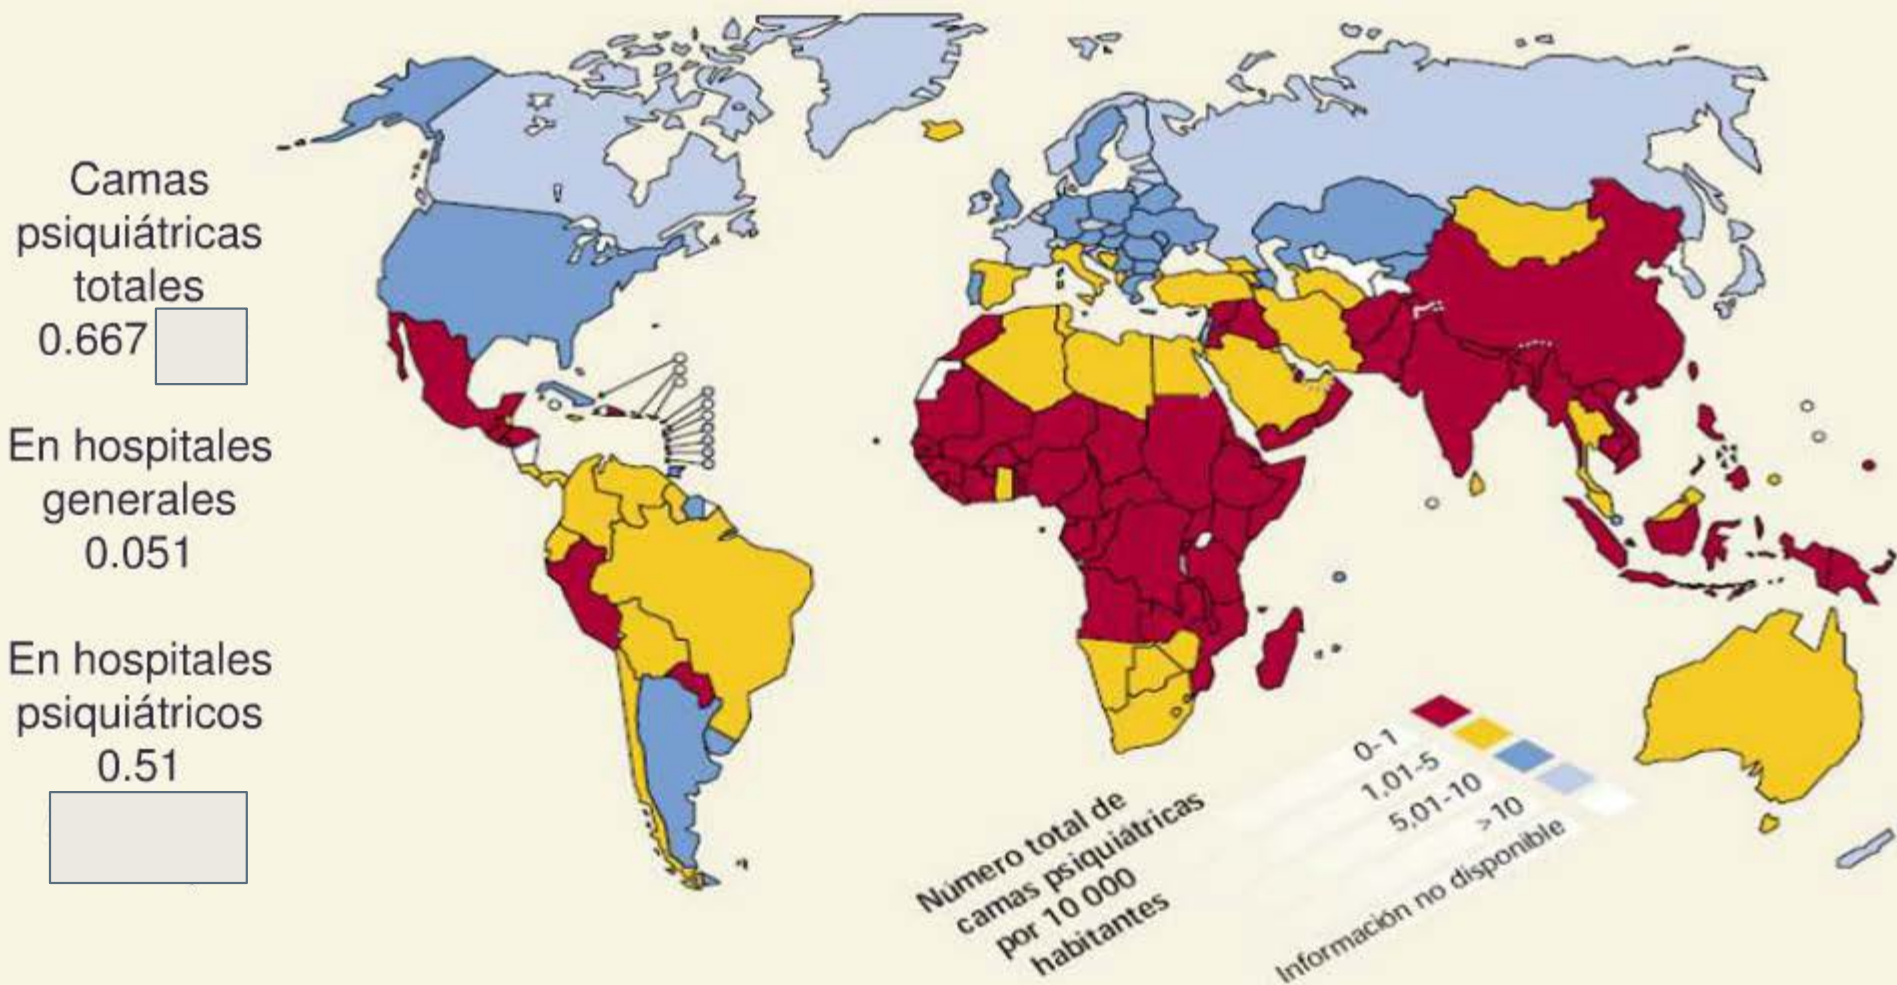 Camas
psiquiátricas
totales
0.667
En hospitales
generales
0.051
En hospitales
psiquiátricos
0.51
Número total de
camas psiquiátricas
por 10 000
habitantes
0-1
1,01-5
5,01-10
>10
Información no disponible